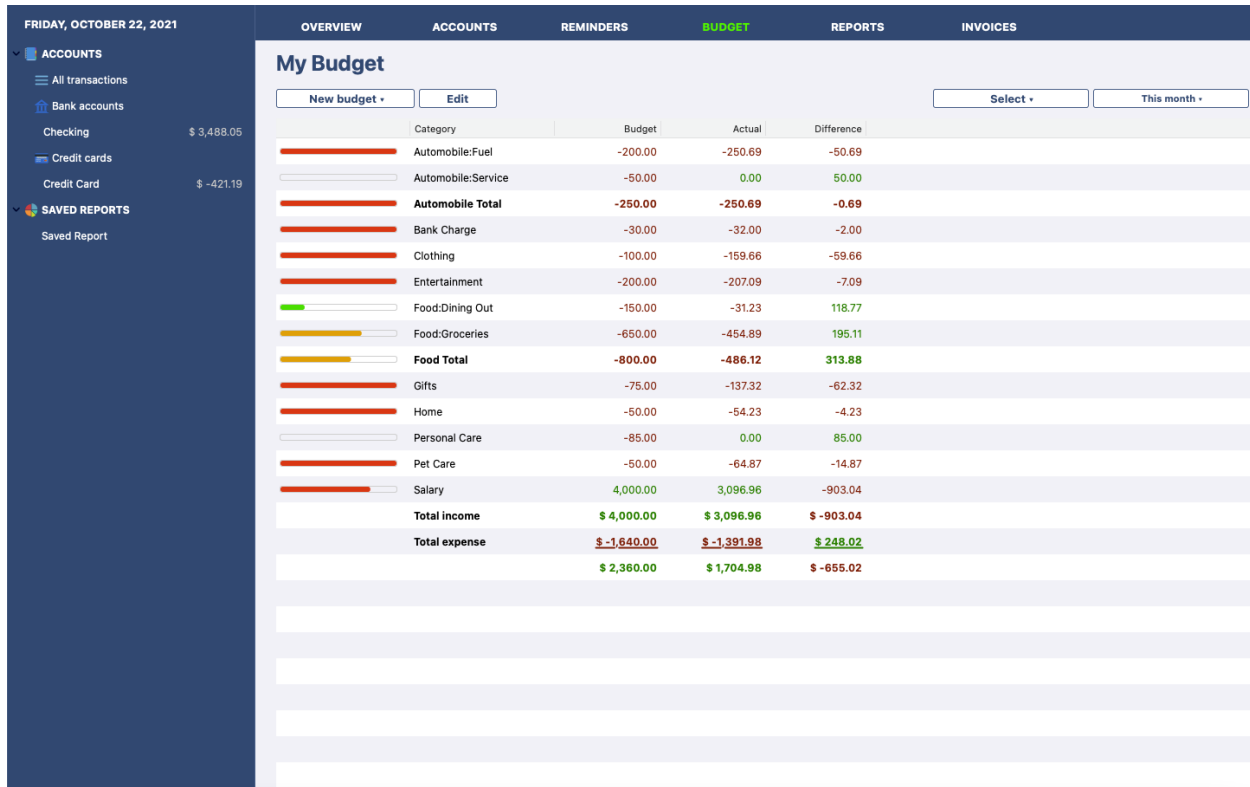 FRIDAY, OCTOBER 22, 2021
ACCOUNTS
All transactions
Bank accounts
Checking $ 3,488.05
Credit cards
Credit Card $ -421.19
SAVED REPORTS
Saved Report
OVERVIEW ACCOUNTS REMINDERS BUDGET REPORTS INVOICES
My Budget
New budget Edit Select This month
Category Budget Actual Difference
Automobile:Fuel -200.00 -250.69 -50.69
Automobile:Service -50.00 0.00 50.00
Automobile Total -250.00 -250.69 -0.69
Bank Charge -30.00 -32.00 -2.00
Clothing -100.00 -159.66 -59.66
Entertainment -200.00 -207.09 -7.09
Food:Dining Out -150.00 -31.23 118.77
Food:Groceries -650.00 -454.89 195.11
Food Total -800.00 -486.12 313.88
Gifts -75.00 -137.32 -62.32
Home -50.00 -54.23 -4.23
Personal Care -85.00 0.00 85.00
Pet Care -50.00 -64.87 -14.87
Salary 4,000.00 3,096.96 -903.04
Total income $ 4,000.00 $ 3,096.96 $ -903.04
Total expense $ -1,640.00 $ -1,391.98 $ 248.02
$ 2,360.00 $ 1,704.98 $ -655.02